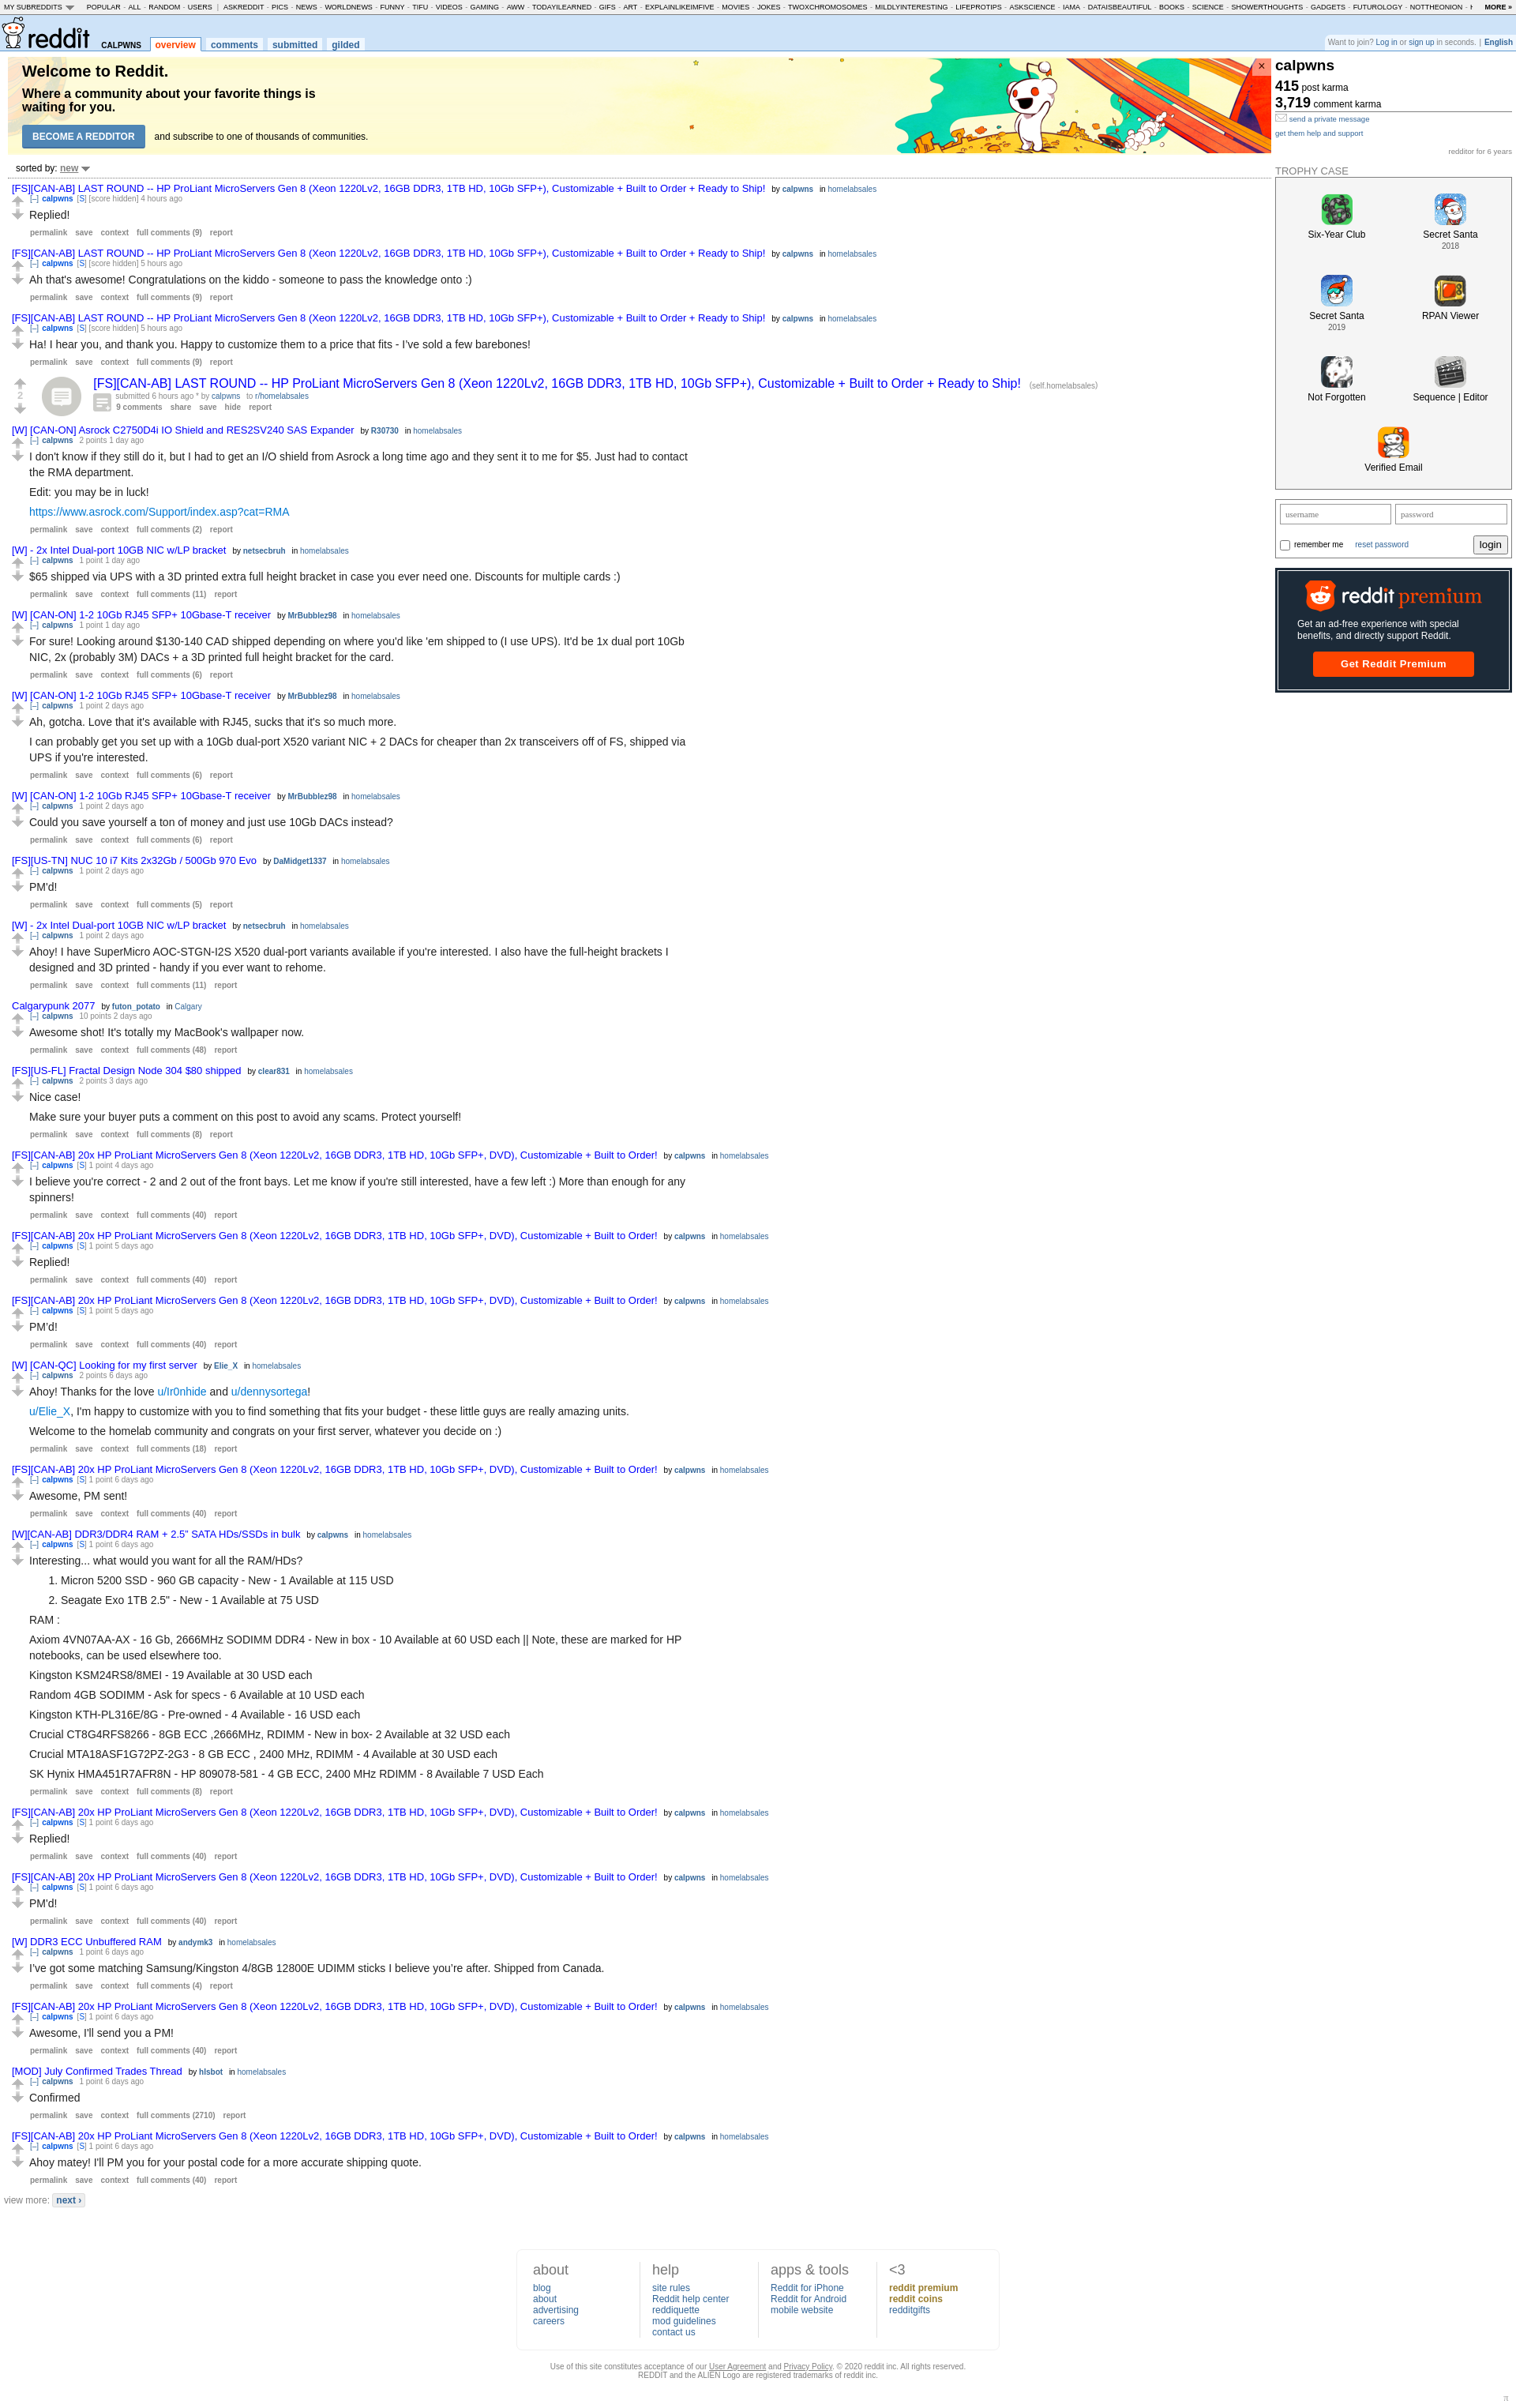 MY SUBREDDITS POPULAR - ALL - RANDOM - USERS | ASKREDDIT - PICS - NEWS - WORLDNEWS - FUNNY - TIFU - VIDEOS - GAMING - AWW - TODAYILEARNED - GIFS - ART - EXPLAINLIKEIMFIVE - MOVIES - JOKES - TWOXCHROMOSOMES - MILDLYINTERESTING - LIFEPROTIPS - ASKSCIENCE - IAMA - DATAISBEAUTIFUL - BOOKS - SCIENCE - SHOWERTHOUGHTS - GADGETS - FUTUROLOGY - NOTTHEONION - MORE »
reddit CALPWNS overview comments submitted gilded
Want to join? Log in or sign up in seconds. | English
Welcome to Reddit.
Where a community about your favorite things is
waiting for you.
BECOME A REDDITOR and subscribe to one of thousands of communities.
×
sorted by: new
[FS][CAN-AB] LAST ROUND -- HP ProLiant MicroServers Gen 8 (Xeon 1220Lv2, 16GB DDR3, 1TB HD, 10Gb SFP+), Customizable + Built to Order + Ready to Ship! by calpwns in homelabsales
[–] calpwns [S] [score hidden] 4 hours ago
Replied!
permalink save context full comments (9) report
[FS][CAN-AB] LAST ROUND -- HP ProLiant MicroServers Gen 8 (Xeon 1220Lv2, 16GB DDR3, 1TB HD, 10Gb SFP+), Customizable + Built to Order + Ready to Ship! by calpwns in homelabsales
[–] calpwns [S] [score hidden] 5 hours ago
Ah that's awesome! Congratulations on the kiddo - someone to pass the knowledge onto :)
permalink save context full comments (9) report
[FS][CAN-AB] LAST ROUND -- HP ProLiant MicroServers Gen 8 (Xeon 1220Lv2, 16GB DDR3, 1TB HD, 10Gb SFP+), Customizable + Built to Order + Ready to Ship! by calpwns in homelabsales
[–] calpwns [S] [score hidden] 5 hours ago
Ha! I hear you, and thank you. Happy to customize them to a price that fits - I’ve sold a few barebones!
permalink save context full comments (9) report
[FS][CAN-AB] LAST ROUND -- HP ProLiant MicroServers Gen 8 (Xeon 1220Lv2, 16GB DDR3, 1TB HD, 10Gb SFP+), Customizable + Built to Order + Ready to Ship! (self.homelabsales)
2 submitted 6 hours ago * by calpwns to r/homelabsales
9 comments share save hide report
[W] [CAN-ON] Asrock C2750D4i IO Shield and RES2SV240 SAS Expander by R30730 in homelabsales
[–] calpwns 2 points 1 day ago
I don't know if they still do it, but I had to get an I/O shield from Asrock a long time ago and they sent it to me for $5. Just had to contact
the RMA department.
Edit: you may be in luck!
https://www.asrock.com/Support/index.asp?cat=RMA
permalink save context full comments (2) report
[W] - 2x Intel Dual-port 10GB NIC w/LP bracket by netsecbruh in homelabsales
[–] calpwns 1 point 1 day ago
$65 shipped via UPS with a 3D printed extra full height bracket in case you ever need one. Discounts for multiple cards :)
permalink save context full comments (11) report
[W] [CAN-ON] 1-2 10Gb RJ45 SFP+ 10Gbase-T receiver by MrBubblez98 in homelabsales
[–] calpwns 1 point 1 day ago
For sure! Looking around $130-140 CAD shipped depending on where you'd like 'em shipped to (I use UPS). It'd be 1x dual port 10Gb
NIC, 2x (probably 3M) DACs + a 3D printed full height bracket for the card.
permalink save context full comments (6) report
[W] [CAN-ON] 1-2 10Gb RJ45 SFP+ 10Gbase-T receiver by MrBubblez98 in homelabsales
[–] calpwns 1 point 2 days ago
Ah, gotcha. Love that it's available with RJ45, sucks that it's so much more.
I can probably get you set up with a 10Gb dual-port X520 variant NIC + 2 DACs for cheaper than 2x transceivers off of FS, shipped via
UPS if you're interested.
permalink save context full comments (6) report
[W] [CAN-ON] 1-2 10Gb RJ45 SFP+ 10Gbase-T receiver by MrBubblez98 in homelabsales
[–] calpwns 1 point 2 days ago
Could you save yourself a ton of money and just use 10Gb DACs instead?
permalink save context full comments (6) report
[FS][US-TN] NUC 10 i7 Kits 2x32Gb / 500Gb 970 Evo by DaMidget1337 in homelabsales
[–] calpwns 1 point 2 days ago
PM'd!
permalink save context full comments (5) report
[W] - 2x Intel Dual-port 10GB NIC w/LP bracket by netsecbruh in homelabsales
[–] calpwns 1 point 2 days ago
Ahoy! I have SuperMicro AOC-STGN-I2S X520 dual-port variants available if you're interested. I also have the full-height brackets I
designed and 3D printed - handy if you ever want to rehome.
permalink save context full comments (11) report
Calgarypunk 2077 by futon_potato in Calgary
[–] calpwns 10 points 2 days ago
Awesome shot! It's totally my MacBook's wallpaper now.
permalink save context full comments (48) report
[FS][US-FL] Fractal Design Node 304 $80 shipped by clear831 in homelabsales
[–] calpwns 2 points 3 days ago
Nice case!
Make sure your buyer puts a comment on this post to avoid any scams. Protect yourself!
permalink save context full comments (8) report
[FS][CAN-AB] 20x HP ProLiant MicroServers Gen 8 (Xeon 1220Lv2, 16GB DDR3, 1TB HD, 10Gb SFP+, DVD), Customizable + Built to Order! by calpwns in homelabsales
[–] calpwns [S] 1 point 4 days ago
I believe you're correct - 2 and 2 out of the front bays. Let me know if you're still interested, have a few left :) More than enough for any
spinners!
permalink save context full comments (40) report
[FS][CAN-AB] 20x HP ProLiant MicroServers Gen 8 (Xeon 1220Lv2, 16GB DDR3, 1TB HD, 10Gb SFP+, DVD), Customizable + Built to Order! by calpwns in homelabsales
[–] calpwns [S] 1 point 5 days ago
Replied!
permalink save context full comments (40) report
[FS][CAN-AB] 20x HP ProLiant MicroServers Gen 8 (Xeon 1220Lv2, 16GB DDR3, 1TB HD, 10Gb SFP+, DVD), Customizable + Built to Order! by calpwns in homelabsales
[–] calpwns [S] 1 point 5 days ago
PM’d!
permalink save context full comments (40) report
[W] [CAN-QC] Looking for my first server by Elie_X in homelabsales
[–] calpwns 2 points 6 days ago
Ahoy! Thanks for the love u/Ir0nhide and u/dennysortega!
u/Elie_X, I'm happy to customize with you to find something that fits your budget - these little guys are really amazing units.
Welcome to the homelab community and congrats on your first server, whatever you decide on :)
permalink save context full comments (18) report
[FS][CAN-AB] 20x HP ProLiant MicroServers Gen 8 (Xeon 1220Lv2, 16GB DDR3, 1TB HD, 10Gb SFP+, DVD), Customizable + Built to Order! by calpwns in homelabsales
[–] calpwns [S] 1 point 6 days ago
Awesome, PM sent!
permalink save context full comments (40) report
[W][CAN-AB] DDR3/DDR4 RAM + 2.5” SATA HDs/SSDs in bulk by calpwns in homelabsales
[–] calpwns [S] 1 point 6 days ago
Interesting... what would you want for all the RAM/HDs?
1. Micron 5200 SSD - 960 GB capacity - New - 1 Available at 115 USD
2. Seagate Exo 1TB 2.5" - New - 1 Available at 75 USD
RAM :
Axiom 4VN07AA-AX - 16 Gb, 2666MHz SODIMM DDR4 - New in box - 10 Available at 60 USD each || Note, these are marked for HP
notebooks, can be used elsewhere too.
Kingston KSM24RS8/8MEI - 19 Available at 30 USD each
Random 4GB SODIMM - Ask for specs - 6 Available at 10 USD each
Kingston KTH-PL316E/8G - Pre-owned - 4 Available - 16 USD each
Crucial CT8G4RFS8266 - 8GB ECC ,2666MHz, RDIMM - New in box- 2 Available at 32 USD each
Crucial MTA18ASF1G72PZ-2G3 - 8 GB ECC , 2400 MHz, RDIMM - 4 Available at 30 USD each
SK Hynix HMA451R7AFR8N - HP 809078-581 - 4 GB ECC, 2400 MHz RDIMM - 8 Available 7 USD Each
permalink save context full comments (8) report
[FS][CAN-AB] 20x HP ProLiant MicroServers Gen 8 (Xeon 1220Lv2, 16GB DDR3, 1TB HD, 10Gb SFP+, DVD), Customizable + Built to Order! by calpwns in homelabsales
[–] calpwns [S] 1 point 6 days ago
Replied!
permalink save context full comments (40) report
[FS][CAN-AB] 20x HP ProLiant MicroServers Gen 8 (Xeon 1220Lv2, 16GB DDR3, 1TB HD, 10Gb SFP+, DVD), Customizable + Built to Order! by calpwns in homelabsales
[–] calpwns [S] 1 point 6 days ago
PM'd!
permalink save context full comments (40) report
[W] DDR3 ECC Unbuffered RAM by andymk3 in homelabsales
[–] calpwns 1 point 6 days ago
I’ve got some matching Samsung/Kingston 4/8GB 12800E UDIMM sticks I believe you’re after. Shipped from Canada.
permalink save context full comments (4) report
[FS][CAN-AB] 20x HP ProLiant MicroServers Gen 8 (Xeon 1220Lv2, 16GB DDR3, 1TB HD, 10Gb SFP+, DVD), Customizable + Built to Order! by calpwns in homelabsales
[–] calpwns [S] 1 point 6 days ago
Awesome, I'll send you a PM!
permalink save context full comments (40) report
[MOD] July Confirmed Trades Thread by hlsbot in homelabsales
[–] calpwns 1 point 6 days ago
Confirmed
permalink save context full comments (2710) report
[FS][CAN-AB] 20x HP ProLiant MicroServers Gen 8 (Xeon 1220Lv2, 16GB DDR3, 1TB HD, 10Gb SFP+, DVD), Customizable + Built to Order! by calpwns in homelabsales
[–] calpwns [S] 1 point 6 days ago
Ahoy matey! I'll PM you for your postal code for a more accurate shipping quote.
permalink save context full comments (40) report
view more: next ›
calpwns
415 post karma
3,719 comment karma
send a private message
get them help and support
redditor for 6 years
TROPHY CASE
Six-Year Club
Secret Santa
2018
Secret Santa
2019
RPAN Viewer
Not Forgotten
Sequence | Editor
Verified Email
username password
remember me reset password login
reddit premium
Get an ad-free experience with special
benefits, and directly support Reddit.
Get Reddit Premium
about
blog
about
advertising
careers
help
site rules
Reddit help center
reddiquette
mod guidelines
contact us
apps & tools
Reddit for iPhone
Reddit for Android
mobile website
<3
reddit premium
reddit coins
redditgifts
Use of this site constitutes acceptance of our User Agreement and Privacy Policy. © 2020 reddit inc. All rights reserved.
REDDIT and the ALIEN Logo are registered trademarks of reddit inc.
π